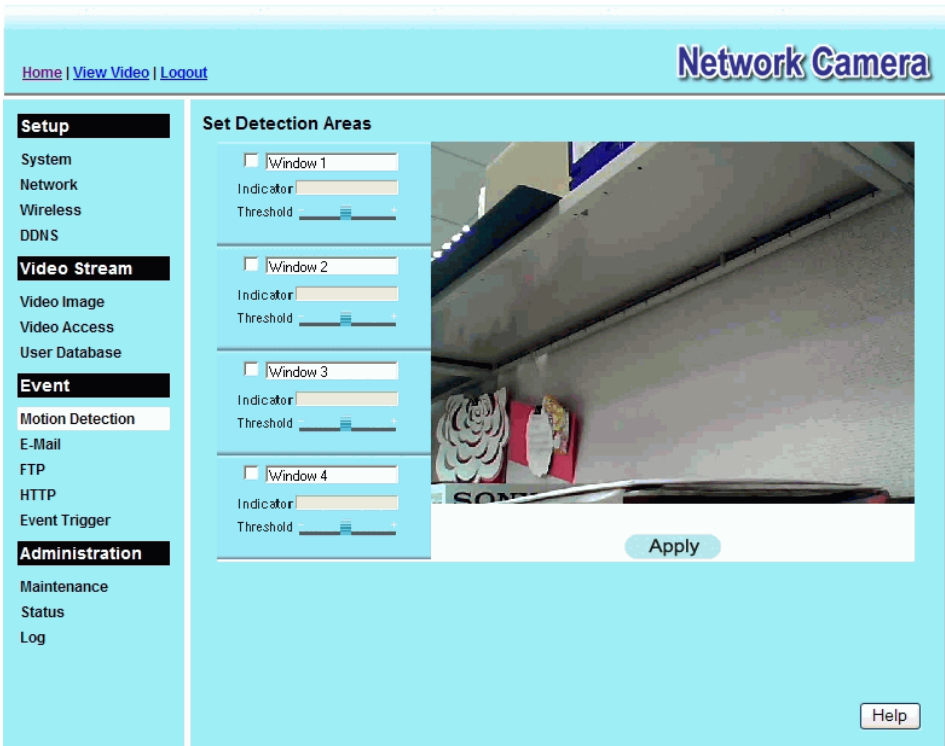 Home | View Video | Logout
Network Camera
Setup
System
Network
Wireless
DDNS
Video Stream
Video Image
Video Access
User Database
Event
Motion Detection
E-Mail
FTP
HTTP
Event Trigger
Administration
Maintenance
Status
Log
Set Detection Areas
Window 1
Indicator
Threshold - +
Window 2
Indicator
Threshold - +
Window 3
Indicator
Threshold - +
Window 4
Indicator
Threshold - +
SONY
Apply
Help